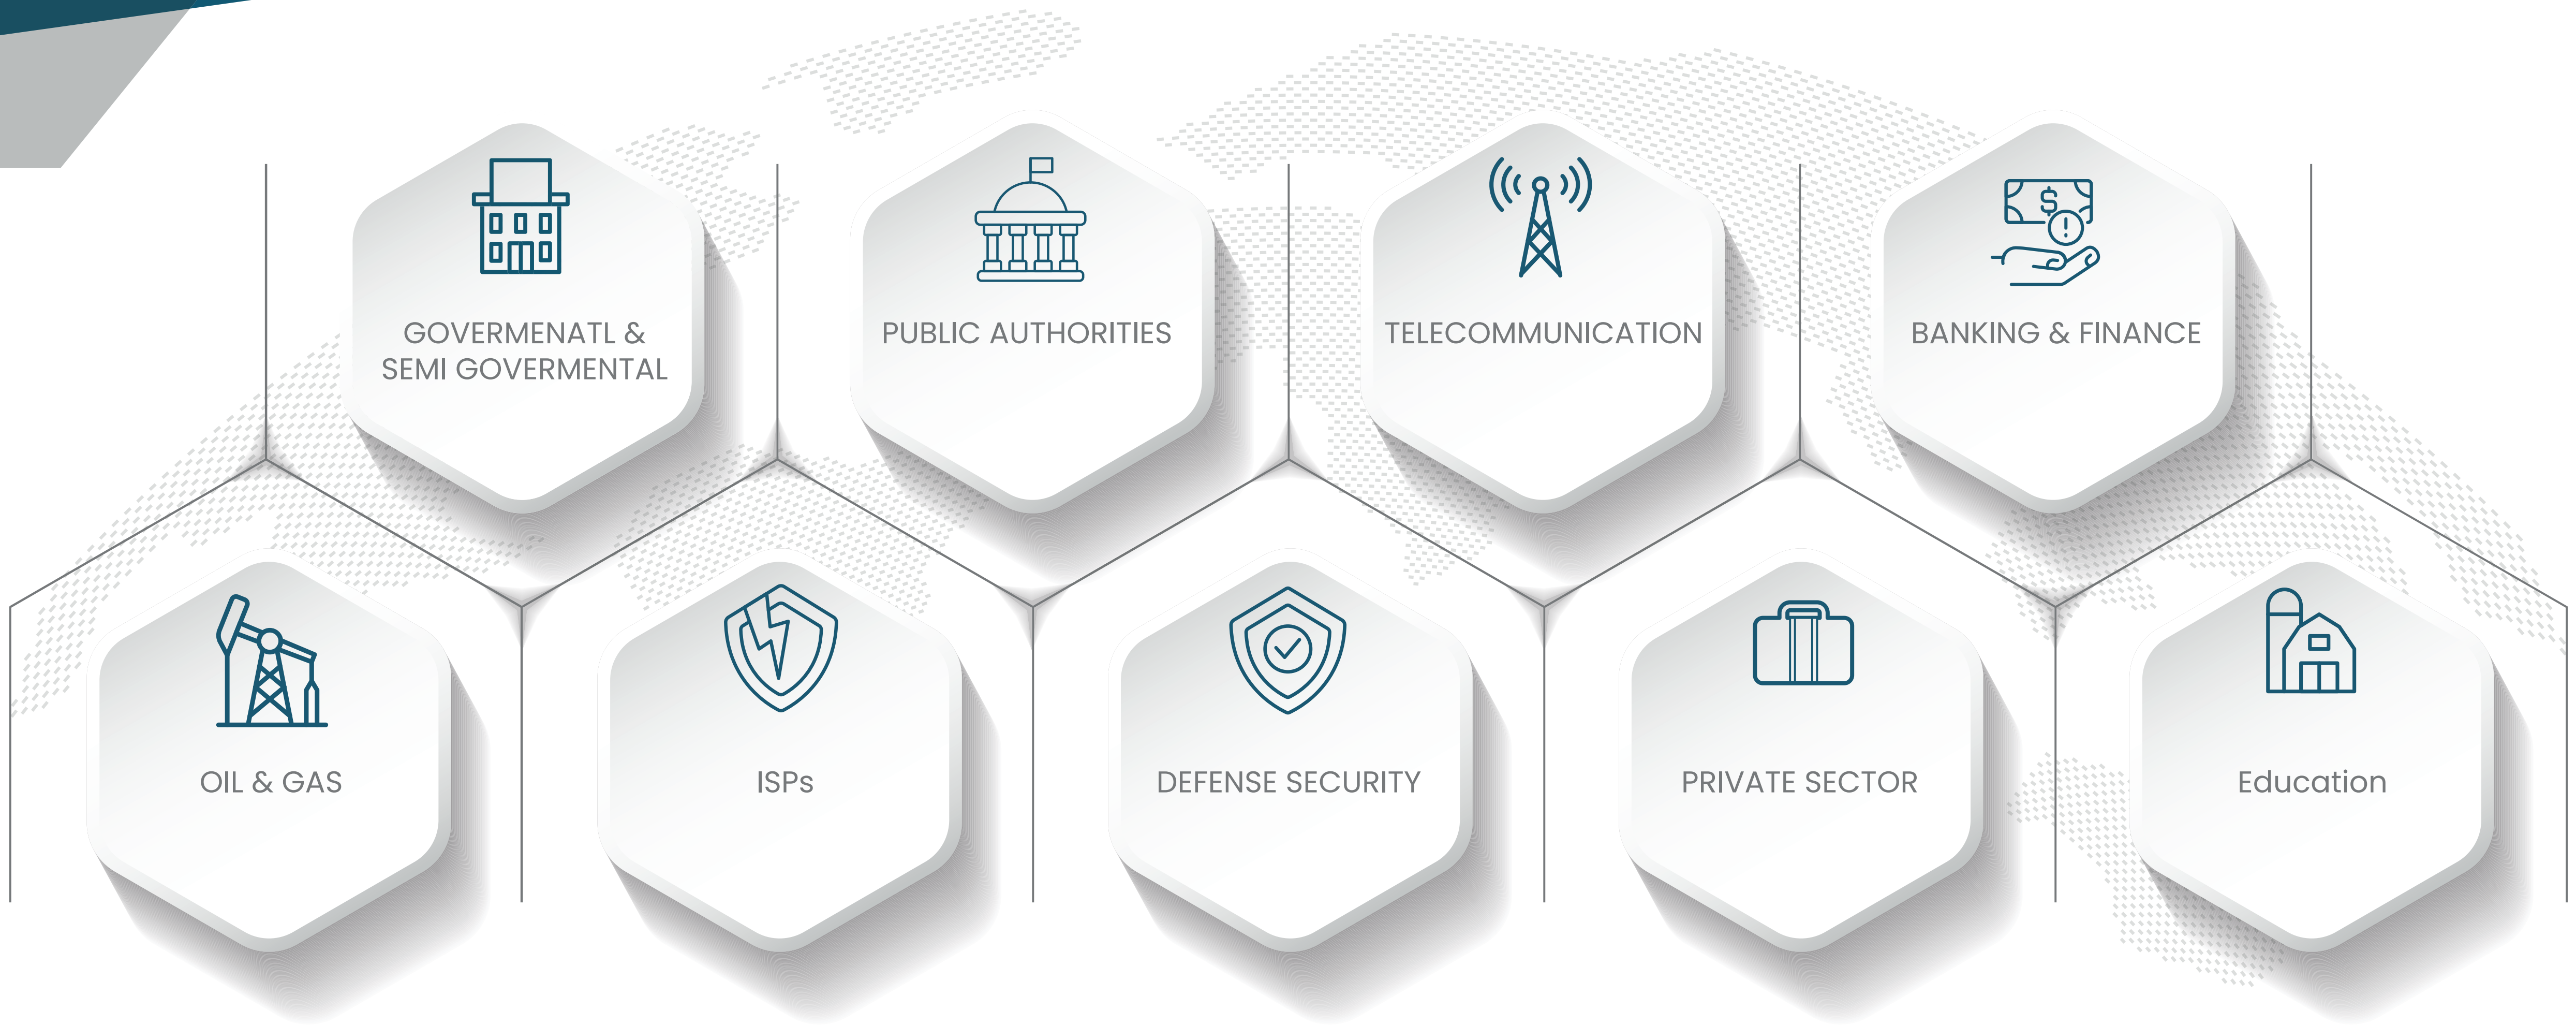 GOVERMENATL &
SEMI GOVERMENTAL
PUBLIC AUTHORITIES
TELECOMMUNICATION
BANKING & FINANCE
OIL & GAS
ISPs
DEFENSE SECURITY
PRIVATE SECTOR
Education